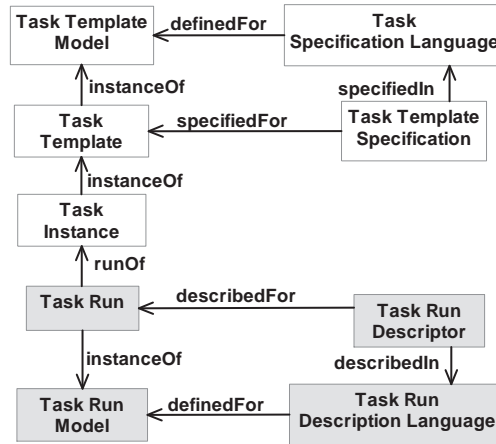 Task Template
Model
definedFor
Task
Specification Language
instanceOf
specifiedIn
Task
Template
specifiedFor
Task Template
Specification
instanceOf
Task
Instance
runOf
Task Run
describedFor
Task Run
Descriptor
instanceOf
describedIn
Task Run
Model
definedFor
Task Run
Description Language